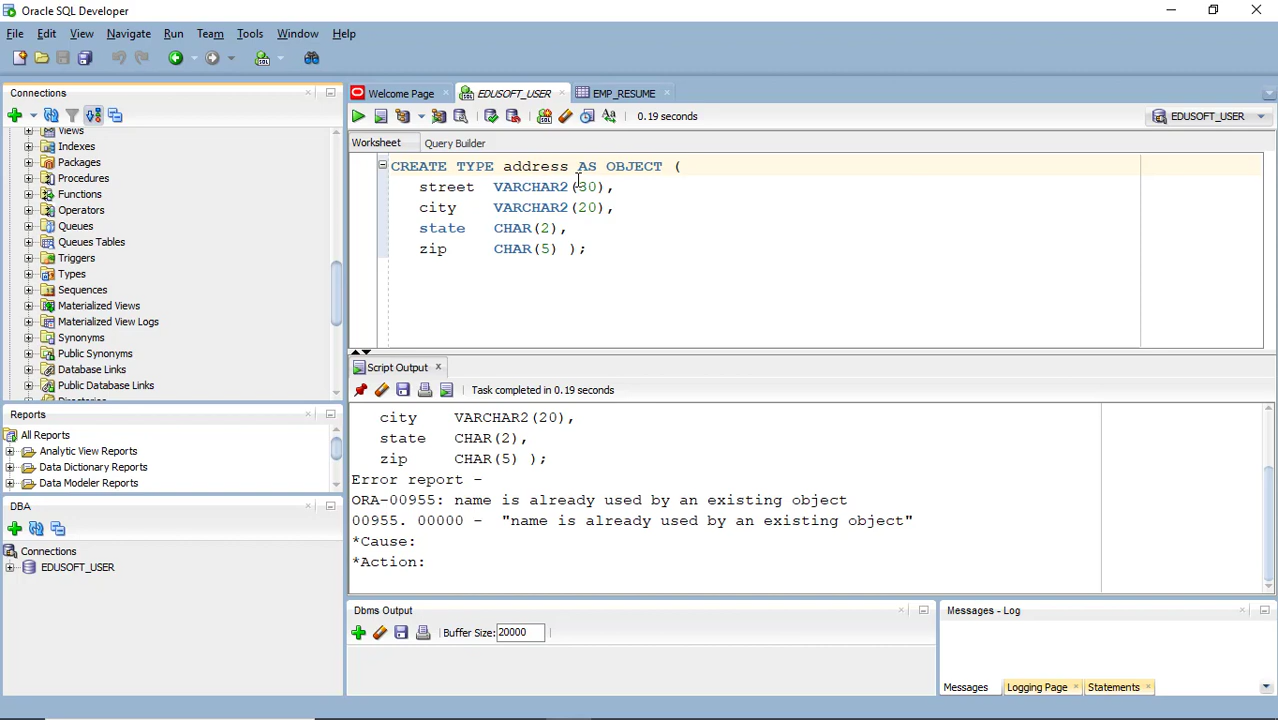 Oracle SQL Developer
File Edit View Navigate Run Team Tools Window Help
Connections
Welcome Page
EDUSOFT_USER
EMP_RESUME
0.19 seconds
EDUSOFT_USER
Worksheet Query Builder
Views
Indexes
Packages
Procedures
Functions
Operators
Queues
Queues Tables
Triggers
Types
Sequences
Materialized Views
Materialized View Logs
Synonyms
Public Synonyms
Database Links
Public Database Links
Directories
CREATE TYPE address AS OBJECT (
street VARCHAR2(30),
city VARCHAR2(20),
state CHAR(2),
zip CHAR(5) );
Script Output
Task completed in 0.19 seconds
city VARCHAR2(20),
state CHAR(2),
zip CHAR(5) );
Error report -
ORA-00955: name is already used by an existing object
00955. 00000 - "name is already used by an existing object"
*Cause:
*Action:
Reports
All Reports
Analytic View Reports
Data Dictionary Reports
Data Modeler Reports
DBA
Connections
EDUSOFT_USER
Dbms Output
Buffer Size: 20000
Messages - Log
Messages Logging Page Statements